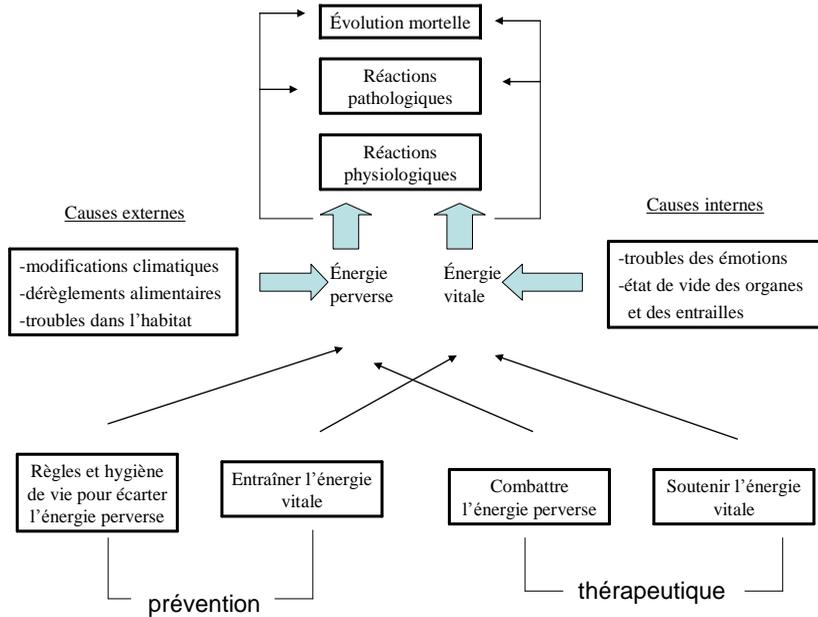 Évolution mortelle
Réactions
pathologiques
Réactions
physiologiques
Causes externes
-modifications climatiques
-dérèglements alimentaires
-troubles dans l’habitat
Énergie
perverse
Énergie
vitale
Causes internes
-troubles des émotions
-état de vide des organes
et des entrailles
Règles et hygiène
de vie pour écarter
l’énergie perverse
Entraîner l’énergie
vitale
Combattre
l’énergie perverse
Soutenir l’énergie
vitale
prévention
thérapeutique